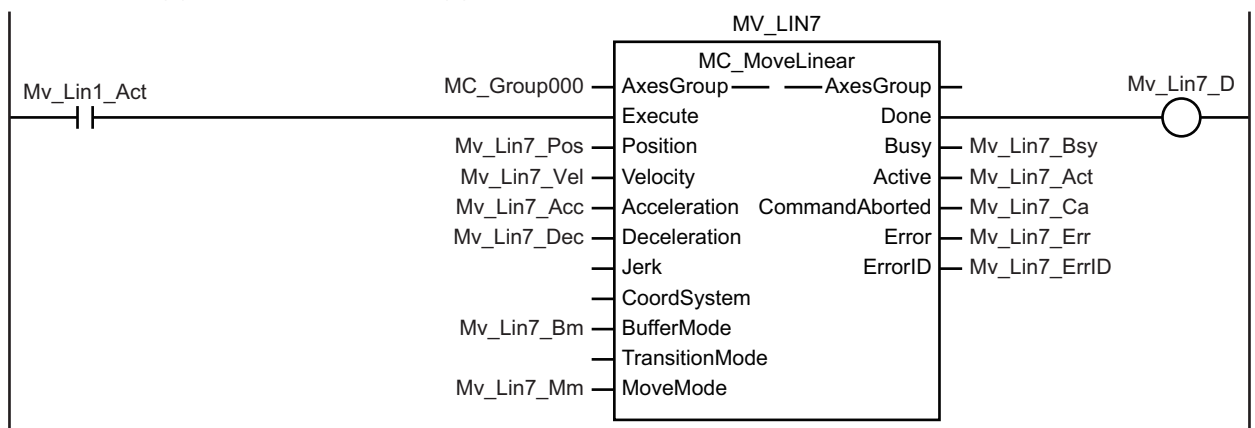 MV_LIN7
MC_MoveLinear
Mv_Lin1_Act MC_Group000 AxesGroup AxesGroup Mv_Lin7_D
Execute Done
Mv_Lin7_Pos Position Busy Mv_Lin7_Bsy
Mv_Lin7_Vel Velocity Active Mv_Lin7_Act
Mv_Lin7_Acc Acceleration CommandAborted Mv_Lin7_Ca
Mv_Lin7_Dec Deceleration Error Mv_Lin7_Err
Jerk ErrorID Mv_Lin7_ErrID
CoordSystem
Mv_Lin7_Bm BufferMode
TransitionMode
Mv_Lin7_Mm MoveMode